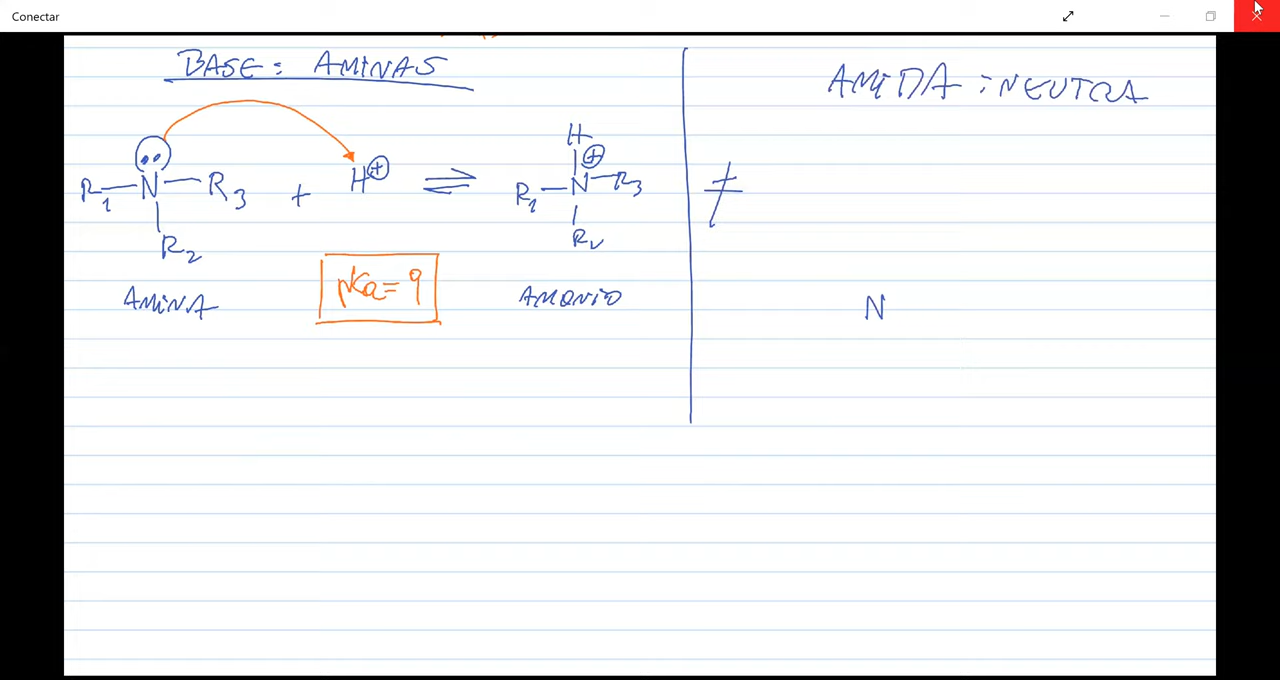 Conectar
BASE: AMINAS
AMIDA: NEUTRA
H
R1—N—R3 + H+ ⇌ R1—N+—R3 ≠
R2 R2
pKa=9
AMINA AMONIO
N